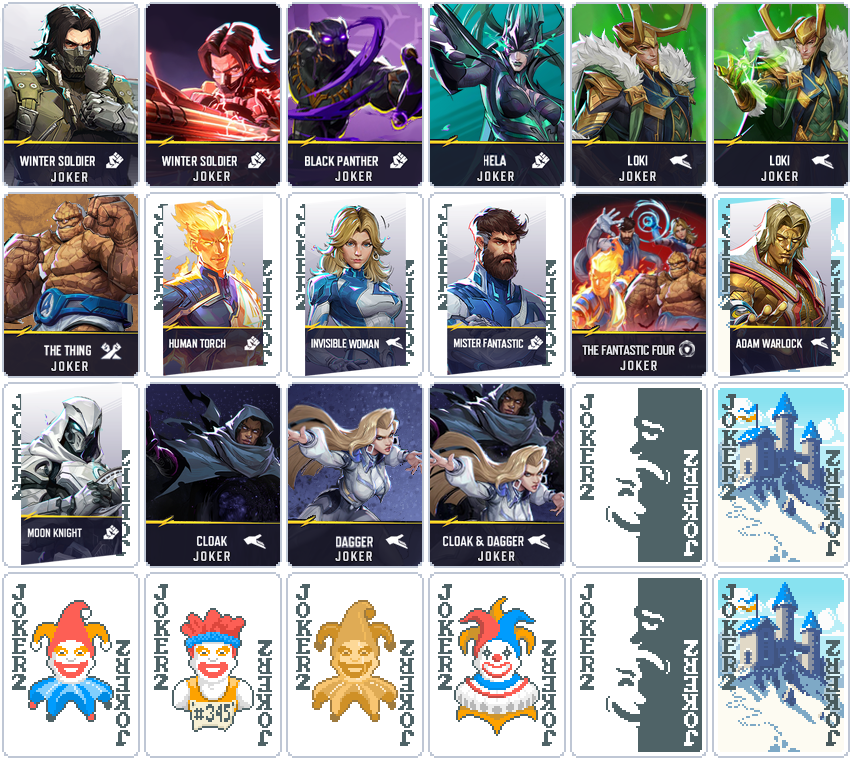 WINTER SOLDIER
JOKER
WINTER SOLDIER
JOKER
BLACK PANTHER
JOKER
HELA
JOKER
LOKI
JOKER
LOKI
JOKER
THE THING
JOKER
JOKER2
HUMAN TORCH
JOKER2
JOKER2
INVISIBLE WOMAN
JOKER2
JOKER2
MISTER FANTASTIC
JOKER2
THE FANTASTIC FOUR
JOKER
JOKER2
ADAM WARLOCK
JOKER2
JOKER2
MOON KNIGHT
JOKER2
CLOAK
JOKER
DAGGER
JOKER
CLOAK & DAGGER
JOKER
JOKER2
JOKER2
JOKER2
JOKER2
JOKER2
JOKER2
JOKER2
#345
JOKER2
JOKER2
JOKER2
JOKER2
JOKER2
JOKER2
JOKER2
JOKER2
JOKER2